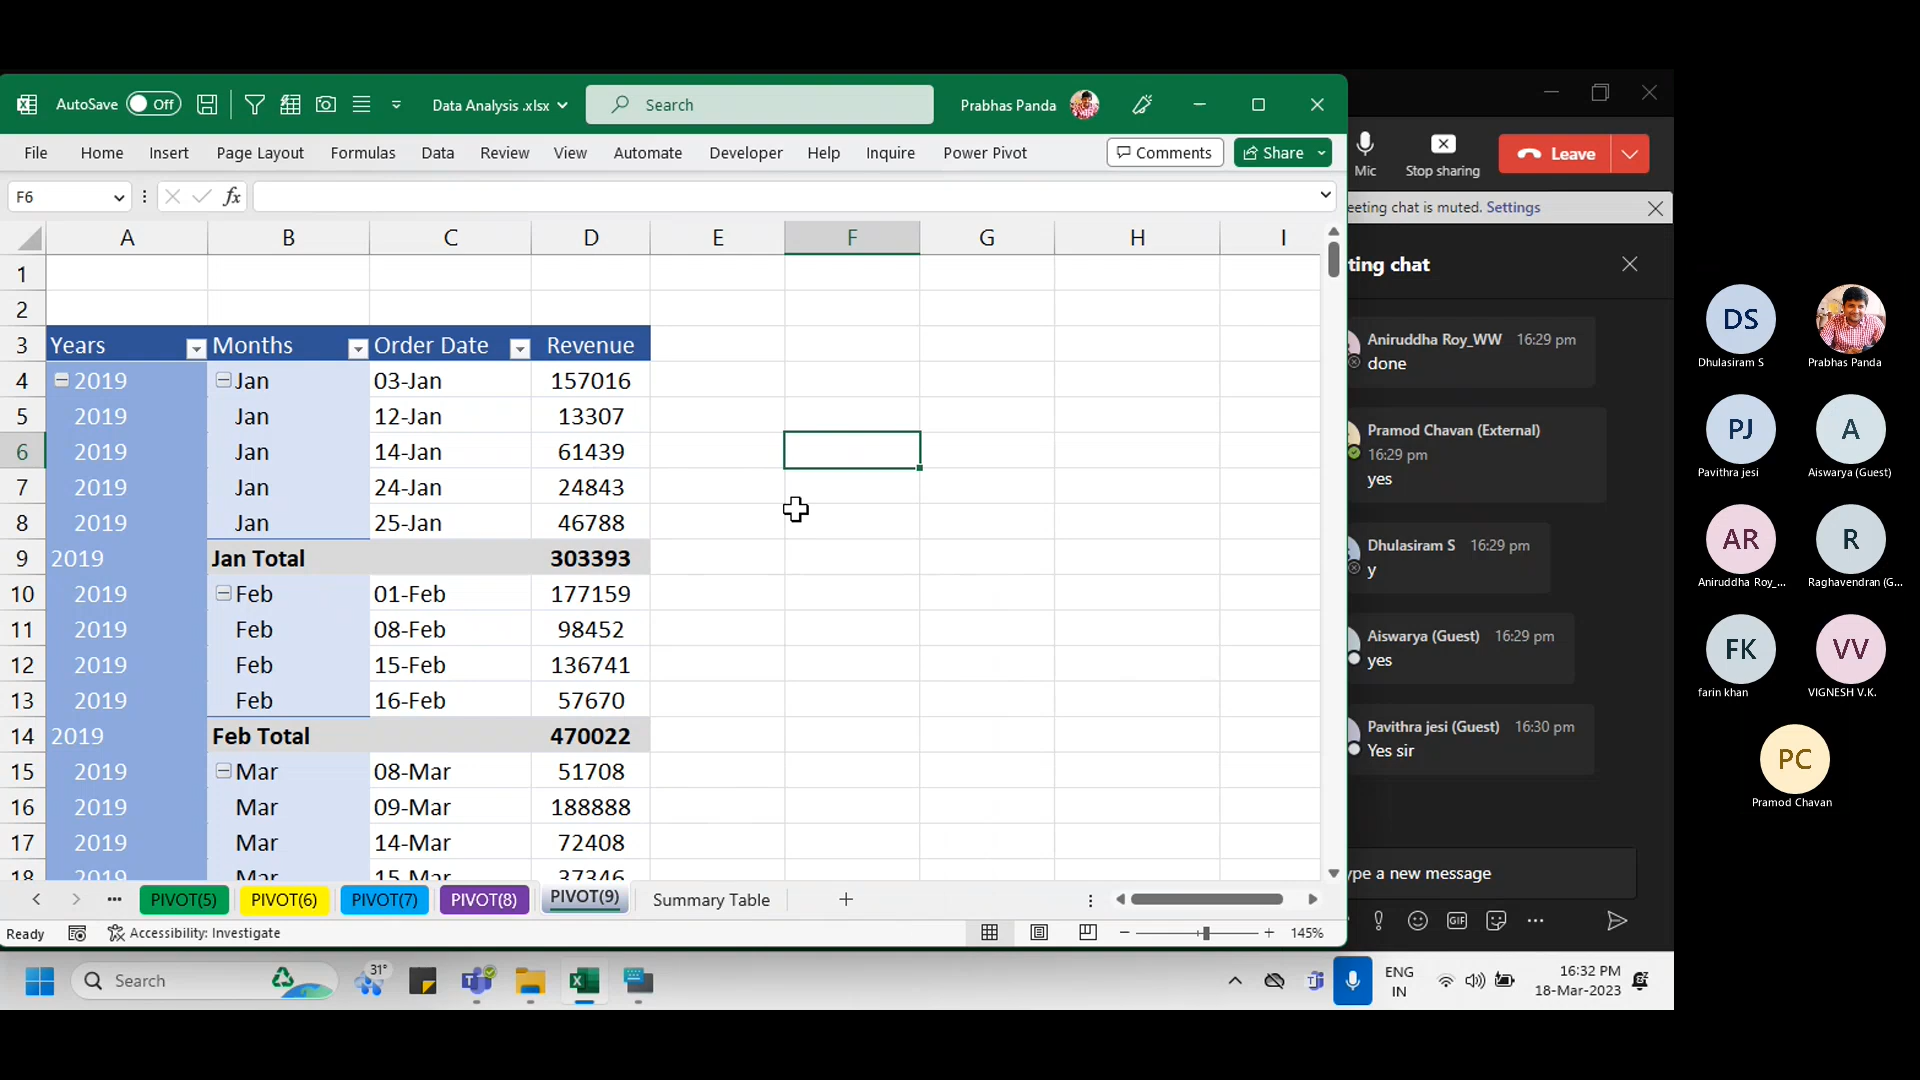 AutoSave Off Data Analysis .xlsx Search Prabhas Panda
File Home Insert Page Layout Formulas Data Review View Automate Developer Help Inquire Power Pivot Comments Share
F6 fx
A B C D E F G H I
1
2
3 Years Months Order Date Revenue
4 2019 Jan 03-Jan 157016
5 2019 Jan 12-Jan 13307
6 2019 Jan 14-Jan 61439
7 2019 Jan 24-Jan 24843
8 2019 Jan 25-Jan 46788
9 2019 Jan Total 303393
10 2019 Feb 01-Feb 177159
11 2019 Feb 08-Feb 98452
12 2019 Feb 15-Feb 136741
13 2019 Feb 16-Feb 57670
14 2019 Feb Total 470022
15 2019 Mar 08-Mar 51708
16 2019 Mar 09-Mar 188888
17 2019 Mar 14-Mar 72408
18 2019 Mar 15-Mar 37346
PIVOT(5) PIVOT(6) PIVOT(7) PIVOT(8) PIVOT(9) Summary Table
Ready Accessibility: Investigate 145%
Mic Stop sharing Leave
eeting chat is muted. Settings
ting chat
Aniruddha Roy_WW 16:29 pm
done
Pramod Chavan (External)
16:29 pm
yes
Dhulasiram S 16:29 pm
y
Aiswarya (Guest) 16:29 pm
yes
Pavithra jesi (Guest) 16:30 pm
Yes sir
ype a new message
GIF
DS
Dhulasiram S Prabhas Panda
PJ A
Pavithra jesi Aiswarya (Guest)
AR R
Aniruddha Roy_... Raghavendran (G...
FK VV
farin khan VIGNESH V.K.
PC
Pramod Chavan
Search 31° ENG
IN
16:32 PM
18-Mar-2023